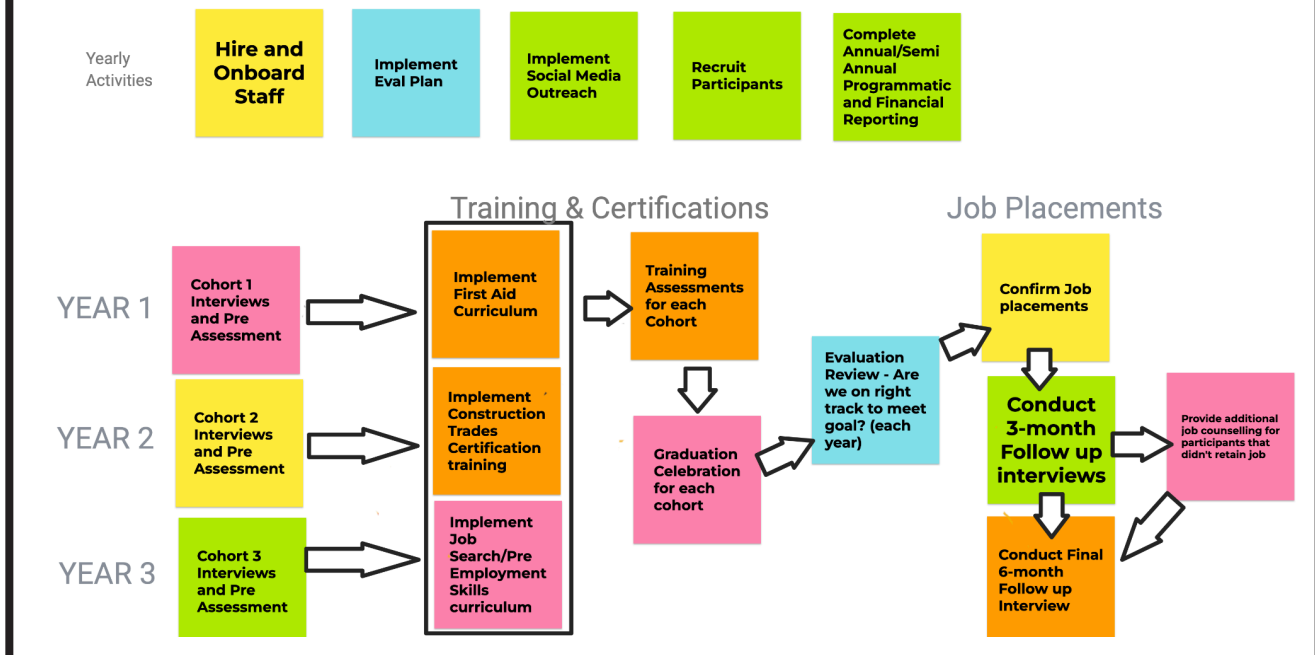 Yearly
Activities
Hire and
Onboard
Staff
Implement
Eval Plan
Implement
Social Media
Outreach
Recruit
Participants
Complete
Annual/Semi
Annual
Programmatic
and Financial
Reporting
Training & Certifications
Job Placements
YEAR 1
Cohort 1
Interviews
and Pre
Assessment
Implement
First Aid
Curriculum
Training
Assessments
for each
Cohort
Confirm Job
placements
YEAR 2
Cohort 2
Interviews
and Pre
Assessment
Implement
Construction
Trades
Certification
training
Graduation
Celebration
for each
cohort
Evaluation
Review - Are
we on right
track to meet
goal? (each
year)
Conduct
3-month
Follow up
interviews
Provide additional
job counselling for
participants that
didn't retain job
YEAR 3
Cohort 3
Interviews
and Pre
Assessment
Implement
Job
Search/Pre
Employment
Skills
curriculum
Conduct Final
6-month
Follow up
Interview